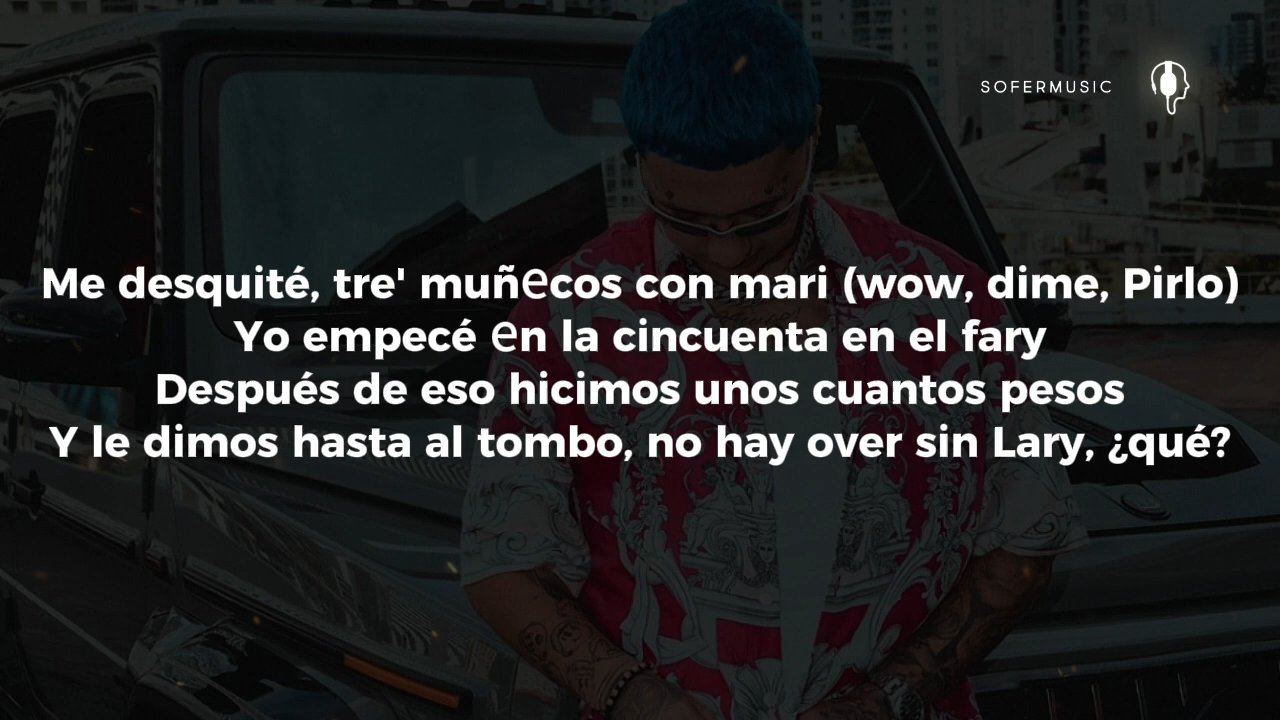 SOFERMUSIC
Me desquité, tre' muñecos con mari (wow, dime, Pirlo)
Yo empecé en la cincuenta en el fary
Después de eso hicimos unos cuantos pesos
Y le dimos hasta al tombo, no hay over sin Lary, ¿qué?